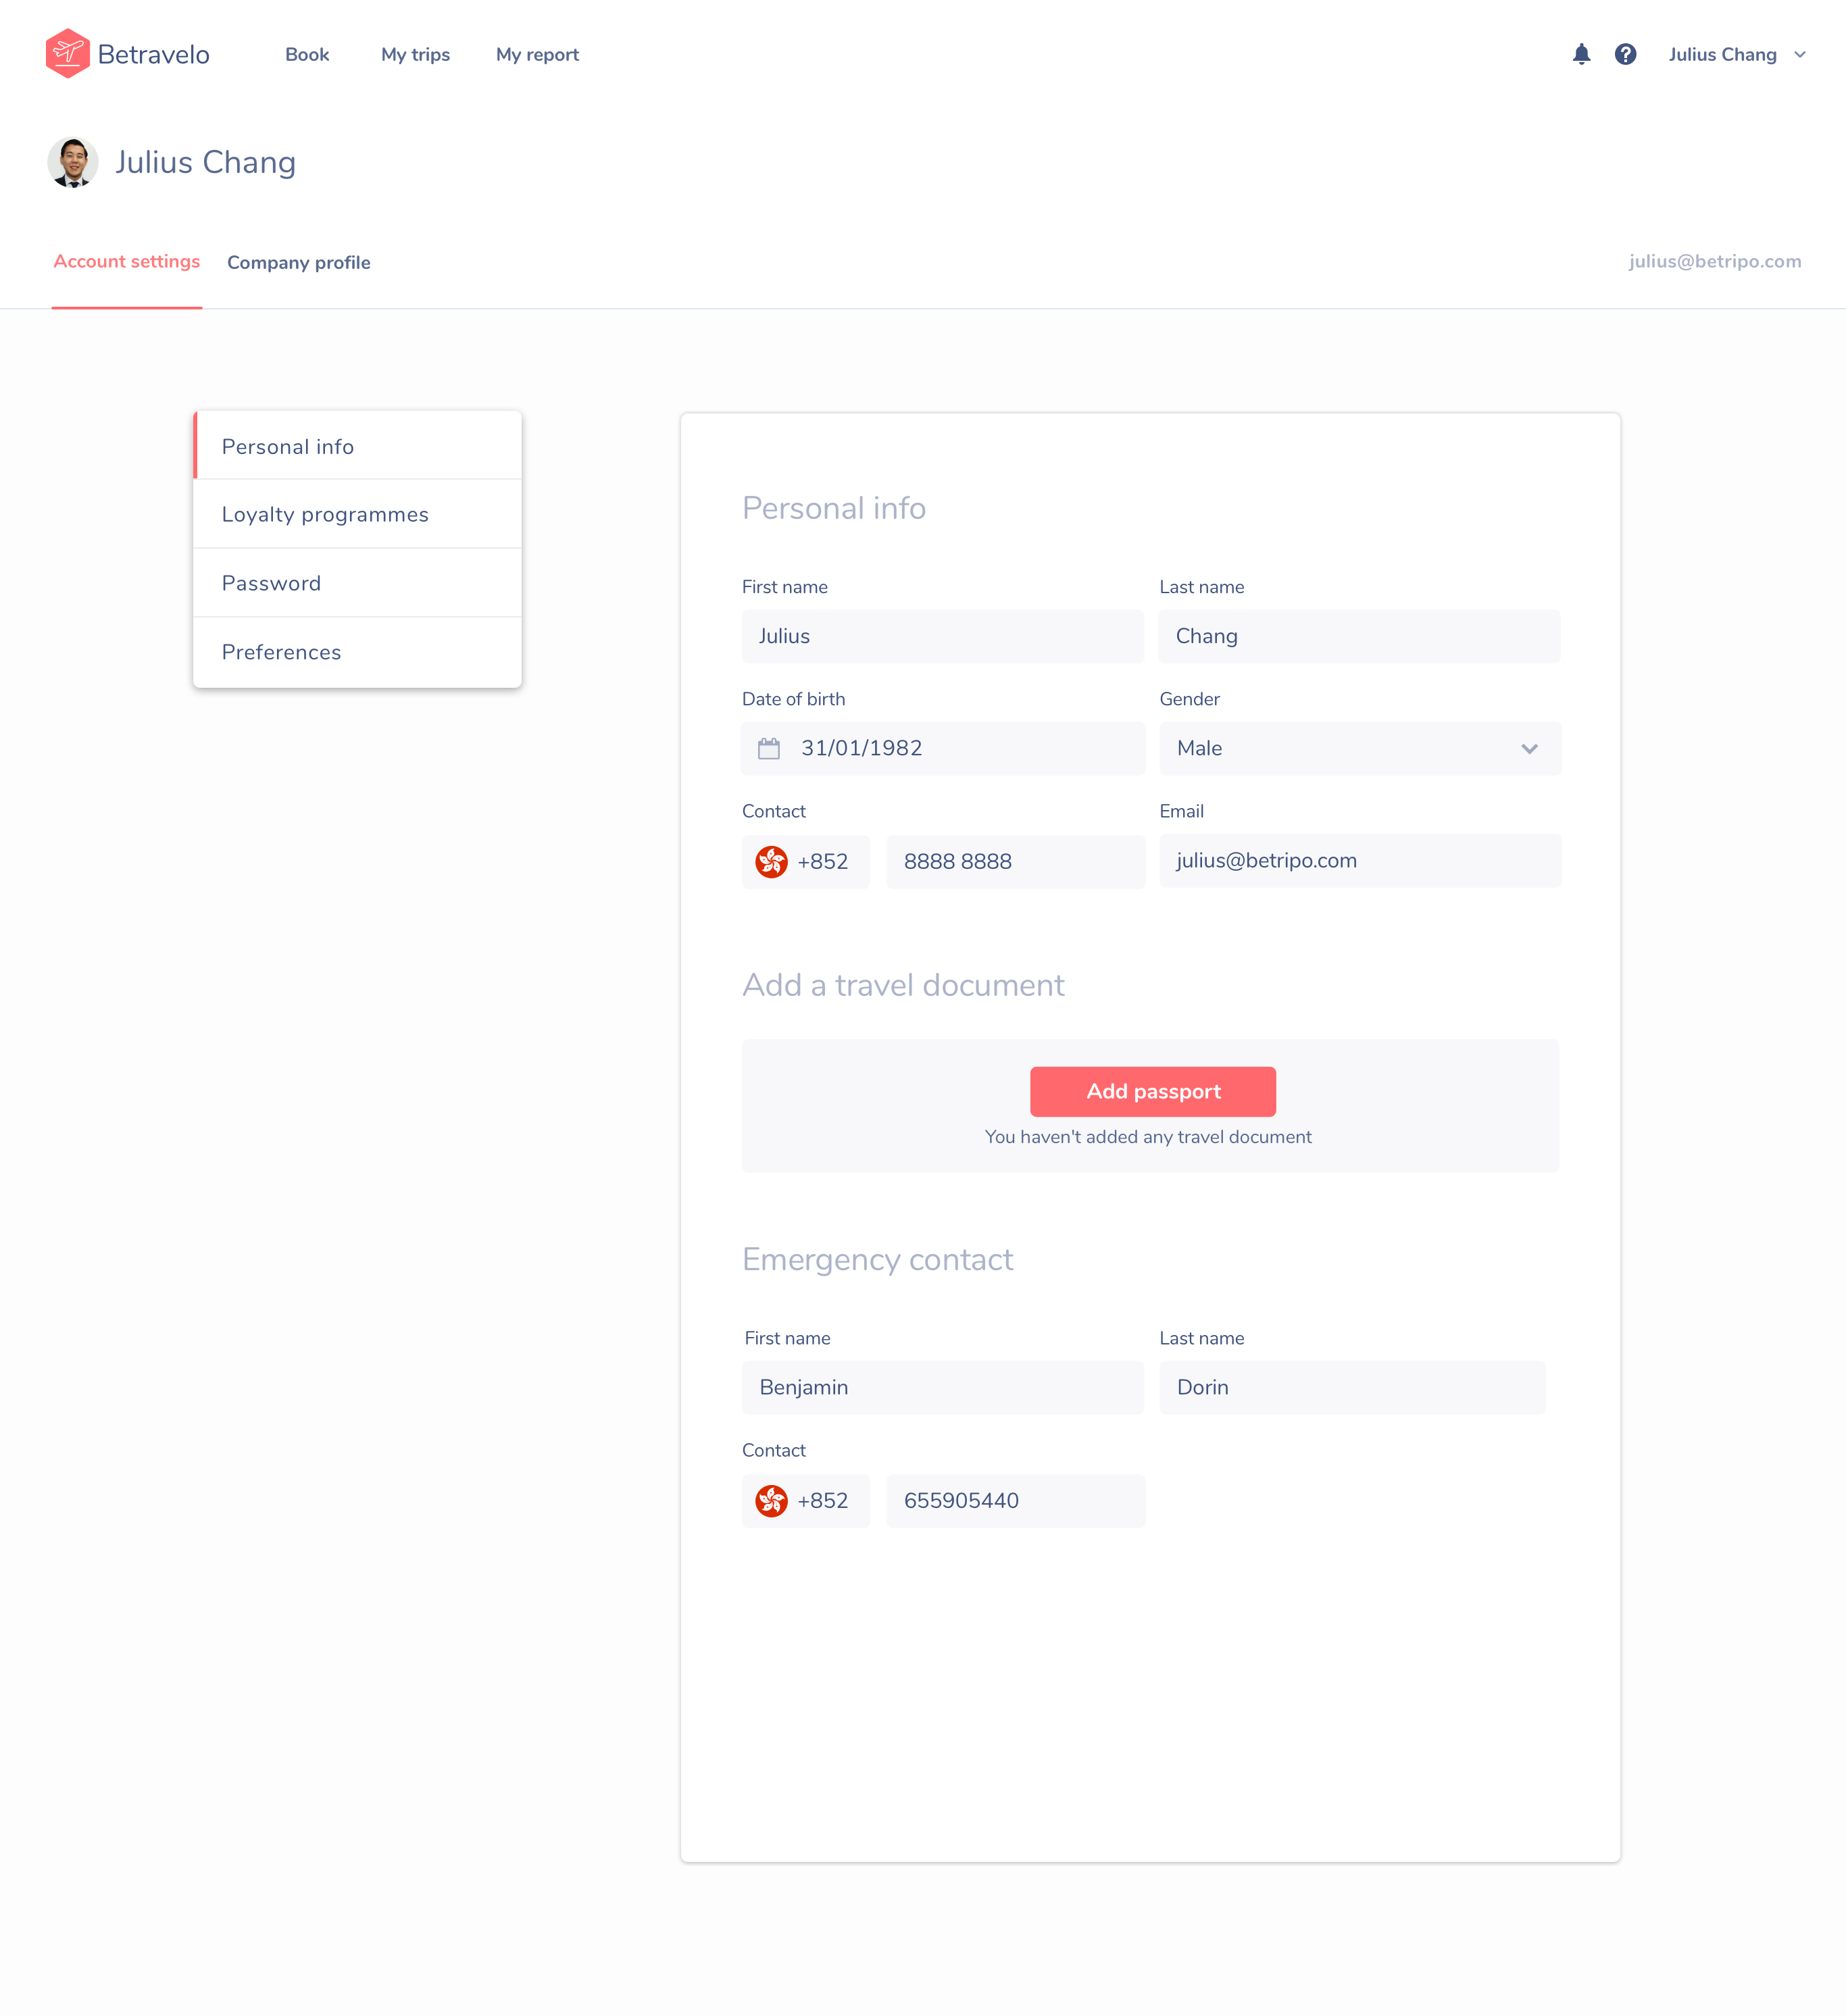 Betravelo Book My trips My report Julius Chang
Julius Chang
Account settings Company profile julius@betripo.com
Personal info
Loyalty programmes
Password
Preferences
Personal info
First name Last name
Julius Chang
Date of birth Gender
31/01/1982 Male
Contact Email
+852 8888 8888 julius@betripo.com
Add a travel document
Add passport
You haven't added any travel document
Emergency contact
First name Last name
Benjamin Dorin
Contact
+852 655905440